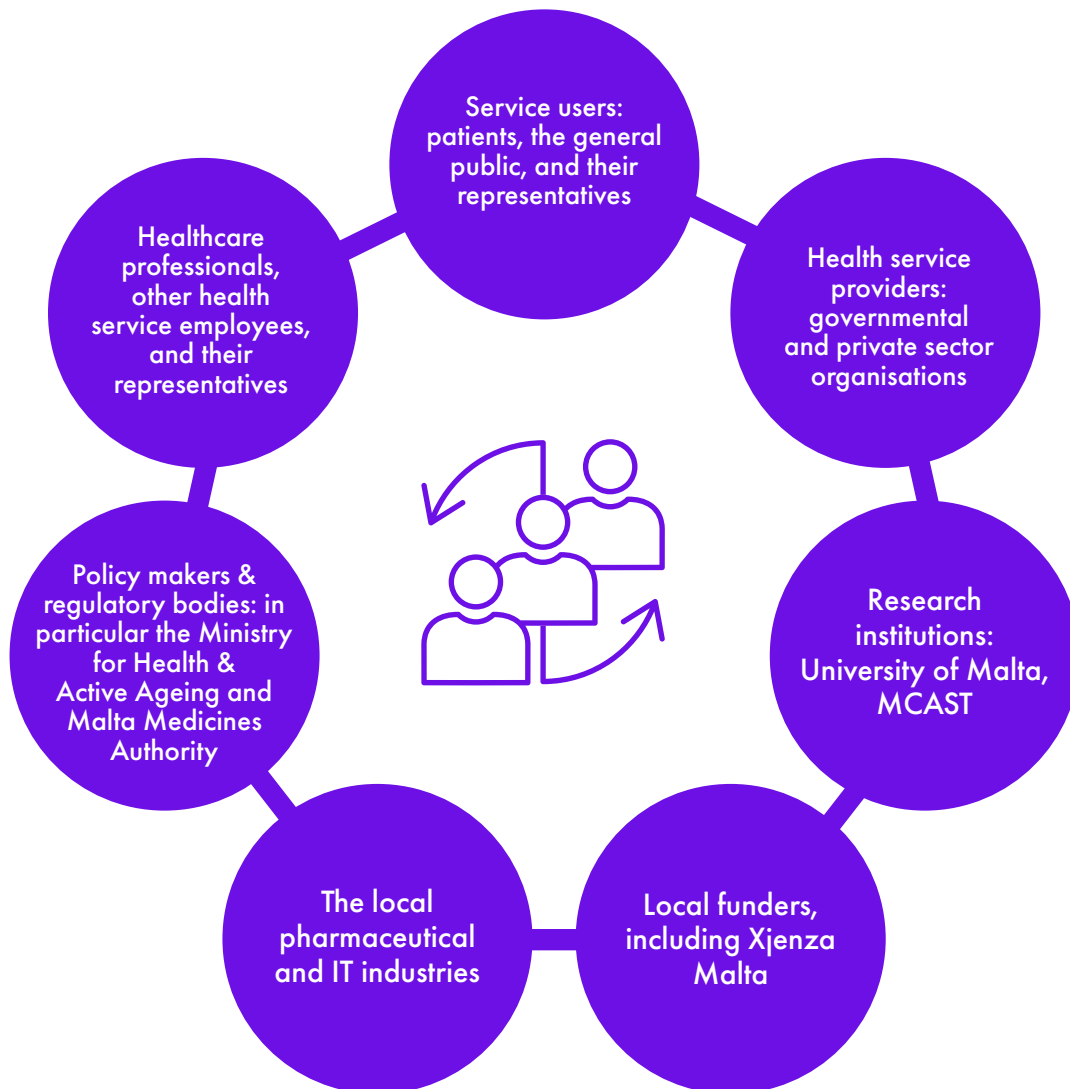 Service users:
patients, the general
public, and their
representatives
Health service
providers:
governmental
and private sector
organisations
Research
institutions:
University of Malta,
MCAST
Local funders,
including Xjenza
Malta
The local
pharmaceutical
and IT industries
Policy makers &
regulatory bodies: in
particular the Ministry
for Health &
Active Ageing and
Malta Medicines
Authority
Healthcare
professionals,
other health
service employees,
and their
representatives